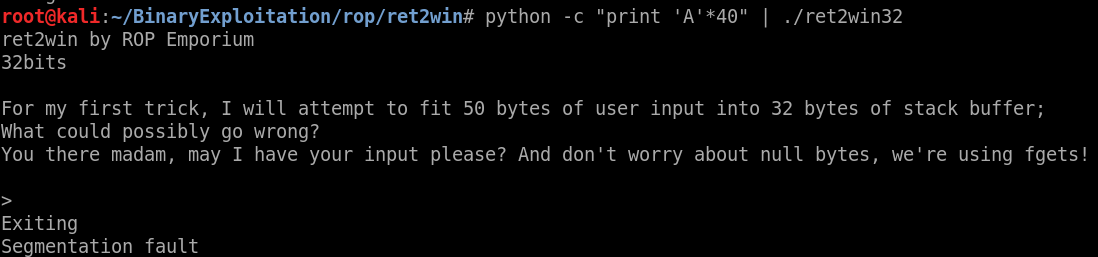 root@kali:~/BinaryExploitation/rop/ret2win# python -c "print 'A'*40" | ./ret2win32
ret2win by ROP Emporium
32bits
For my first trick, I will attempt to fit 50 bytes of user input into 32 bytes of stack buffer;
What could possibly go wrong?
You there madam, may I have your input please? And don't worry about null bytes, we're using fgets!
>
Exiting
Segmentation fault